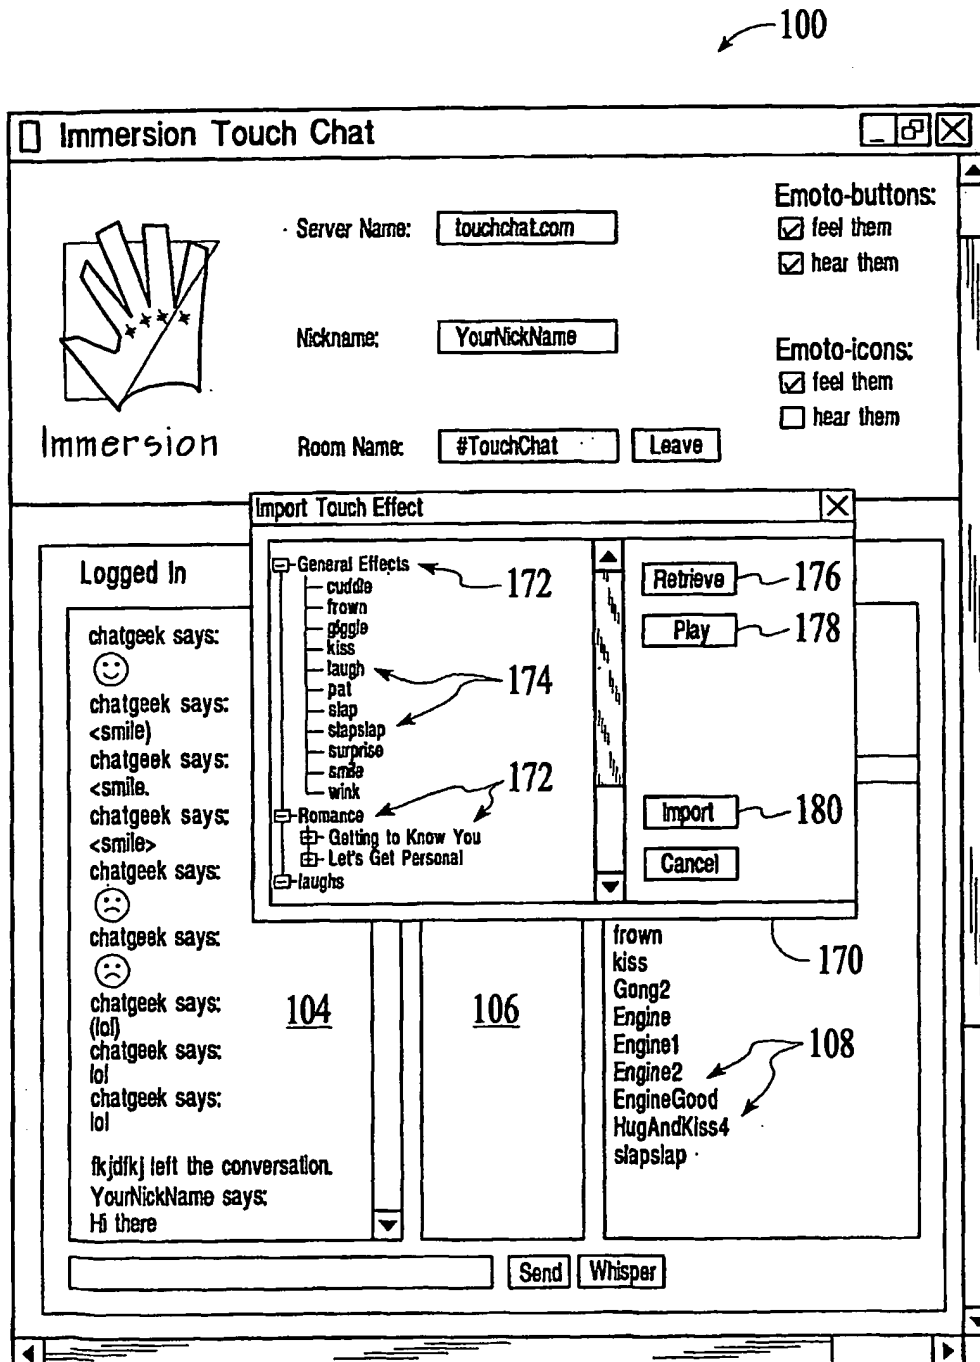 100
Immersion Touch Chat
Emoto-buttons:
feel them
hear them
Server Name: touchchat.com
Nickname: YourNickName
Emoto-icons:
feel them
hear them
Immersion
Room Name: #TouchChat Leave
Import Touch Effect
General Effects 172
cuddle
frown
giggle
kiss
laugh
pat
slap
slapslap
surprise
smile
wink
174
172
Romance
Getting to Know You
Let's Get Personal
laughs
Retrieve 176
Play 178
Import 180
Cancel
170
Logged In
chatgeek says:
chatgeek says:
<smile)
chatgeek says:
<smile.
chatgeek says:
<smile>
chatgeek says:
chatgeek says:
chatgeek says:
(lol)
chatgeek says:
lol
chatgeek says:
lol
fkjdfkj left the conversation.
YourNickName says:
Hi there
104
106
frown
kiss
Gong2
Engine
Engine1
Engine2
EngineGood
HugAndKiss4
slapslap
108
Send Whisper